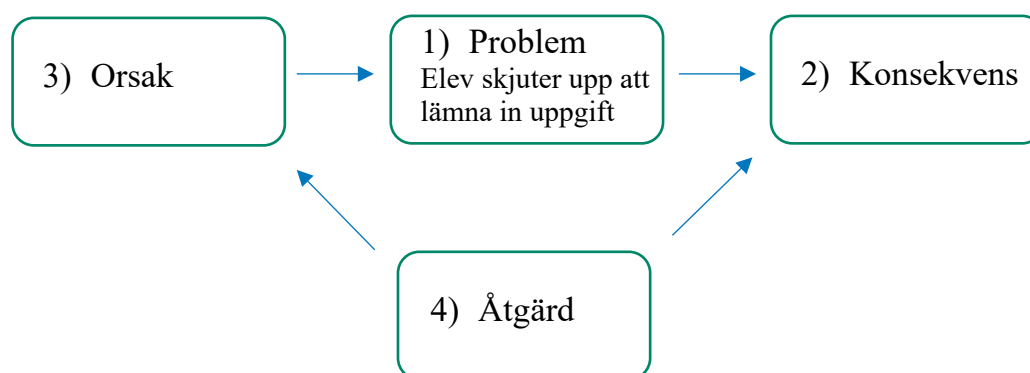 3) Orsak
1) Problem
Elev skjuter upp att
lämna in uppgift
2) Konsekvens
4) Åtgärd